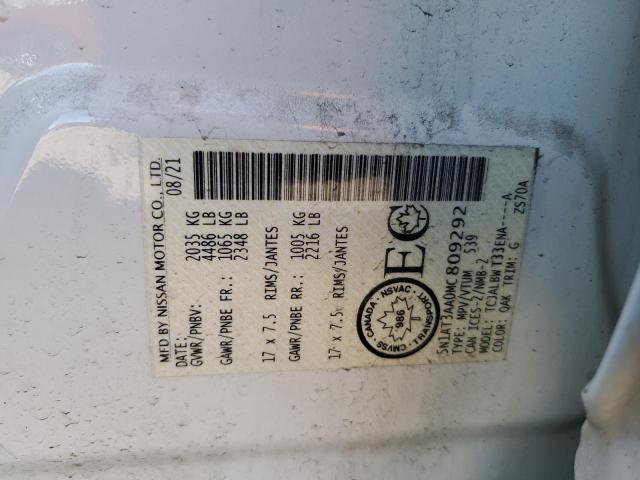 MFD BY NISSAN MOTOR CO., LTD.
DATE: 08/21
GVWR/PNBV: 2035 KG
4486 LB
GAWR/PNBE FR: 1065 KG
2348 LB
17 x 7.5 RIMS/JANTES
GAWR/PNBE RR: 1005 KG
2216 LB
17 x 7.5 RIMS/JANTES
EC
CANADA · NSVAC · TRANSPORT · CMVSS
986
5N1AT3AA0MC809292
TYPE: MPV/VTUM 539
CAN ICES-2/NMB-2
MODEL: TCJALBWT33ENA----A
COLOR: QAK TRIM: G ZS70A